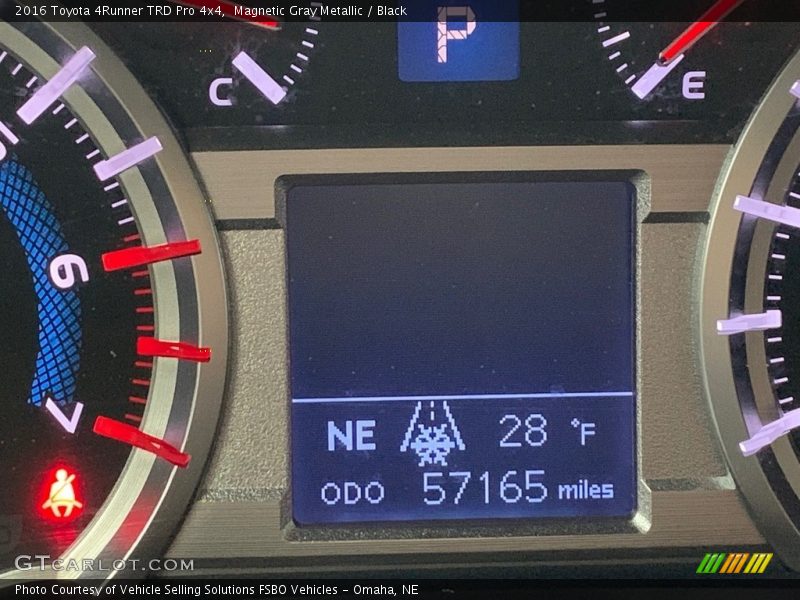 2016 Toyota 4Runner TRD Pro 4x4, Magnetic Gray Metallic / Black
P
C
E
6
7
NE 28 °F
ODO 57165 miles
GTCARLOT.COM
Photo Courtesy of Vehicle Selling Solutions FSBO Vehicles - Omaha, NE